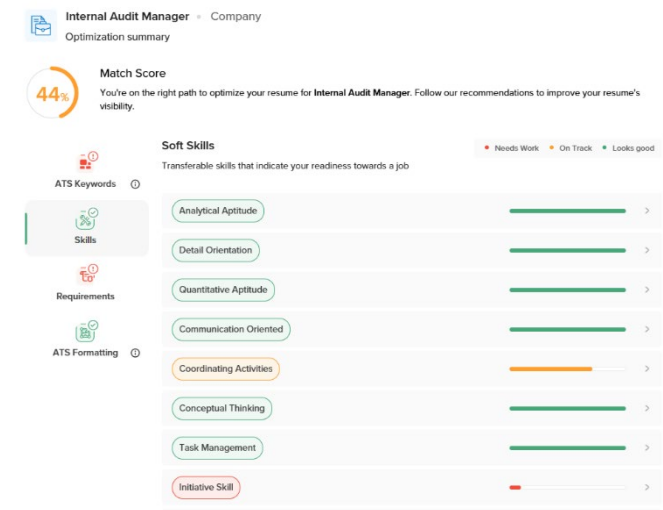 Internal Audit Manager • Company
Optimization summary
44%
Match Score
You're on the right path to optimize your resume for Internal Audit Manager. Follow our recommendations to improve your resume's
visibility.
Soft Skills
Needs Work
On Track
Looks good
Transferable skills that indicate your readiness towards a job
ATS Keywords
Skills
Requirements
ATS Formatting
Analytical Aptitude
Detail Orientation
Quantitative Aptitude
Communication Oriented
Coordinating Activities
Conceptual Thinking
Task Management
Initiative Skill